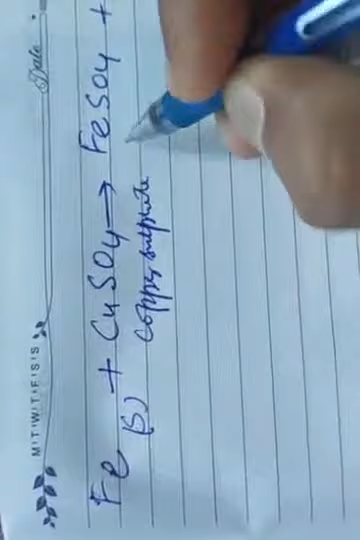 M T W T F S S
Date
Fe + CuSO4 → FeSO4 +
(s) copper sulphate